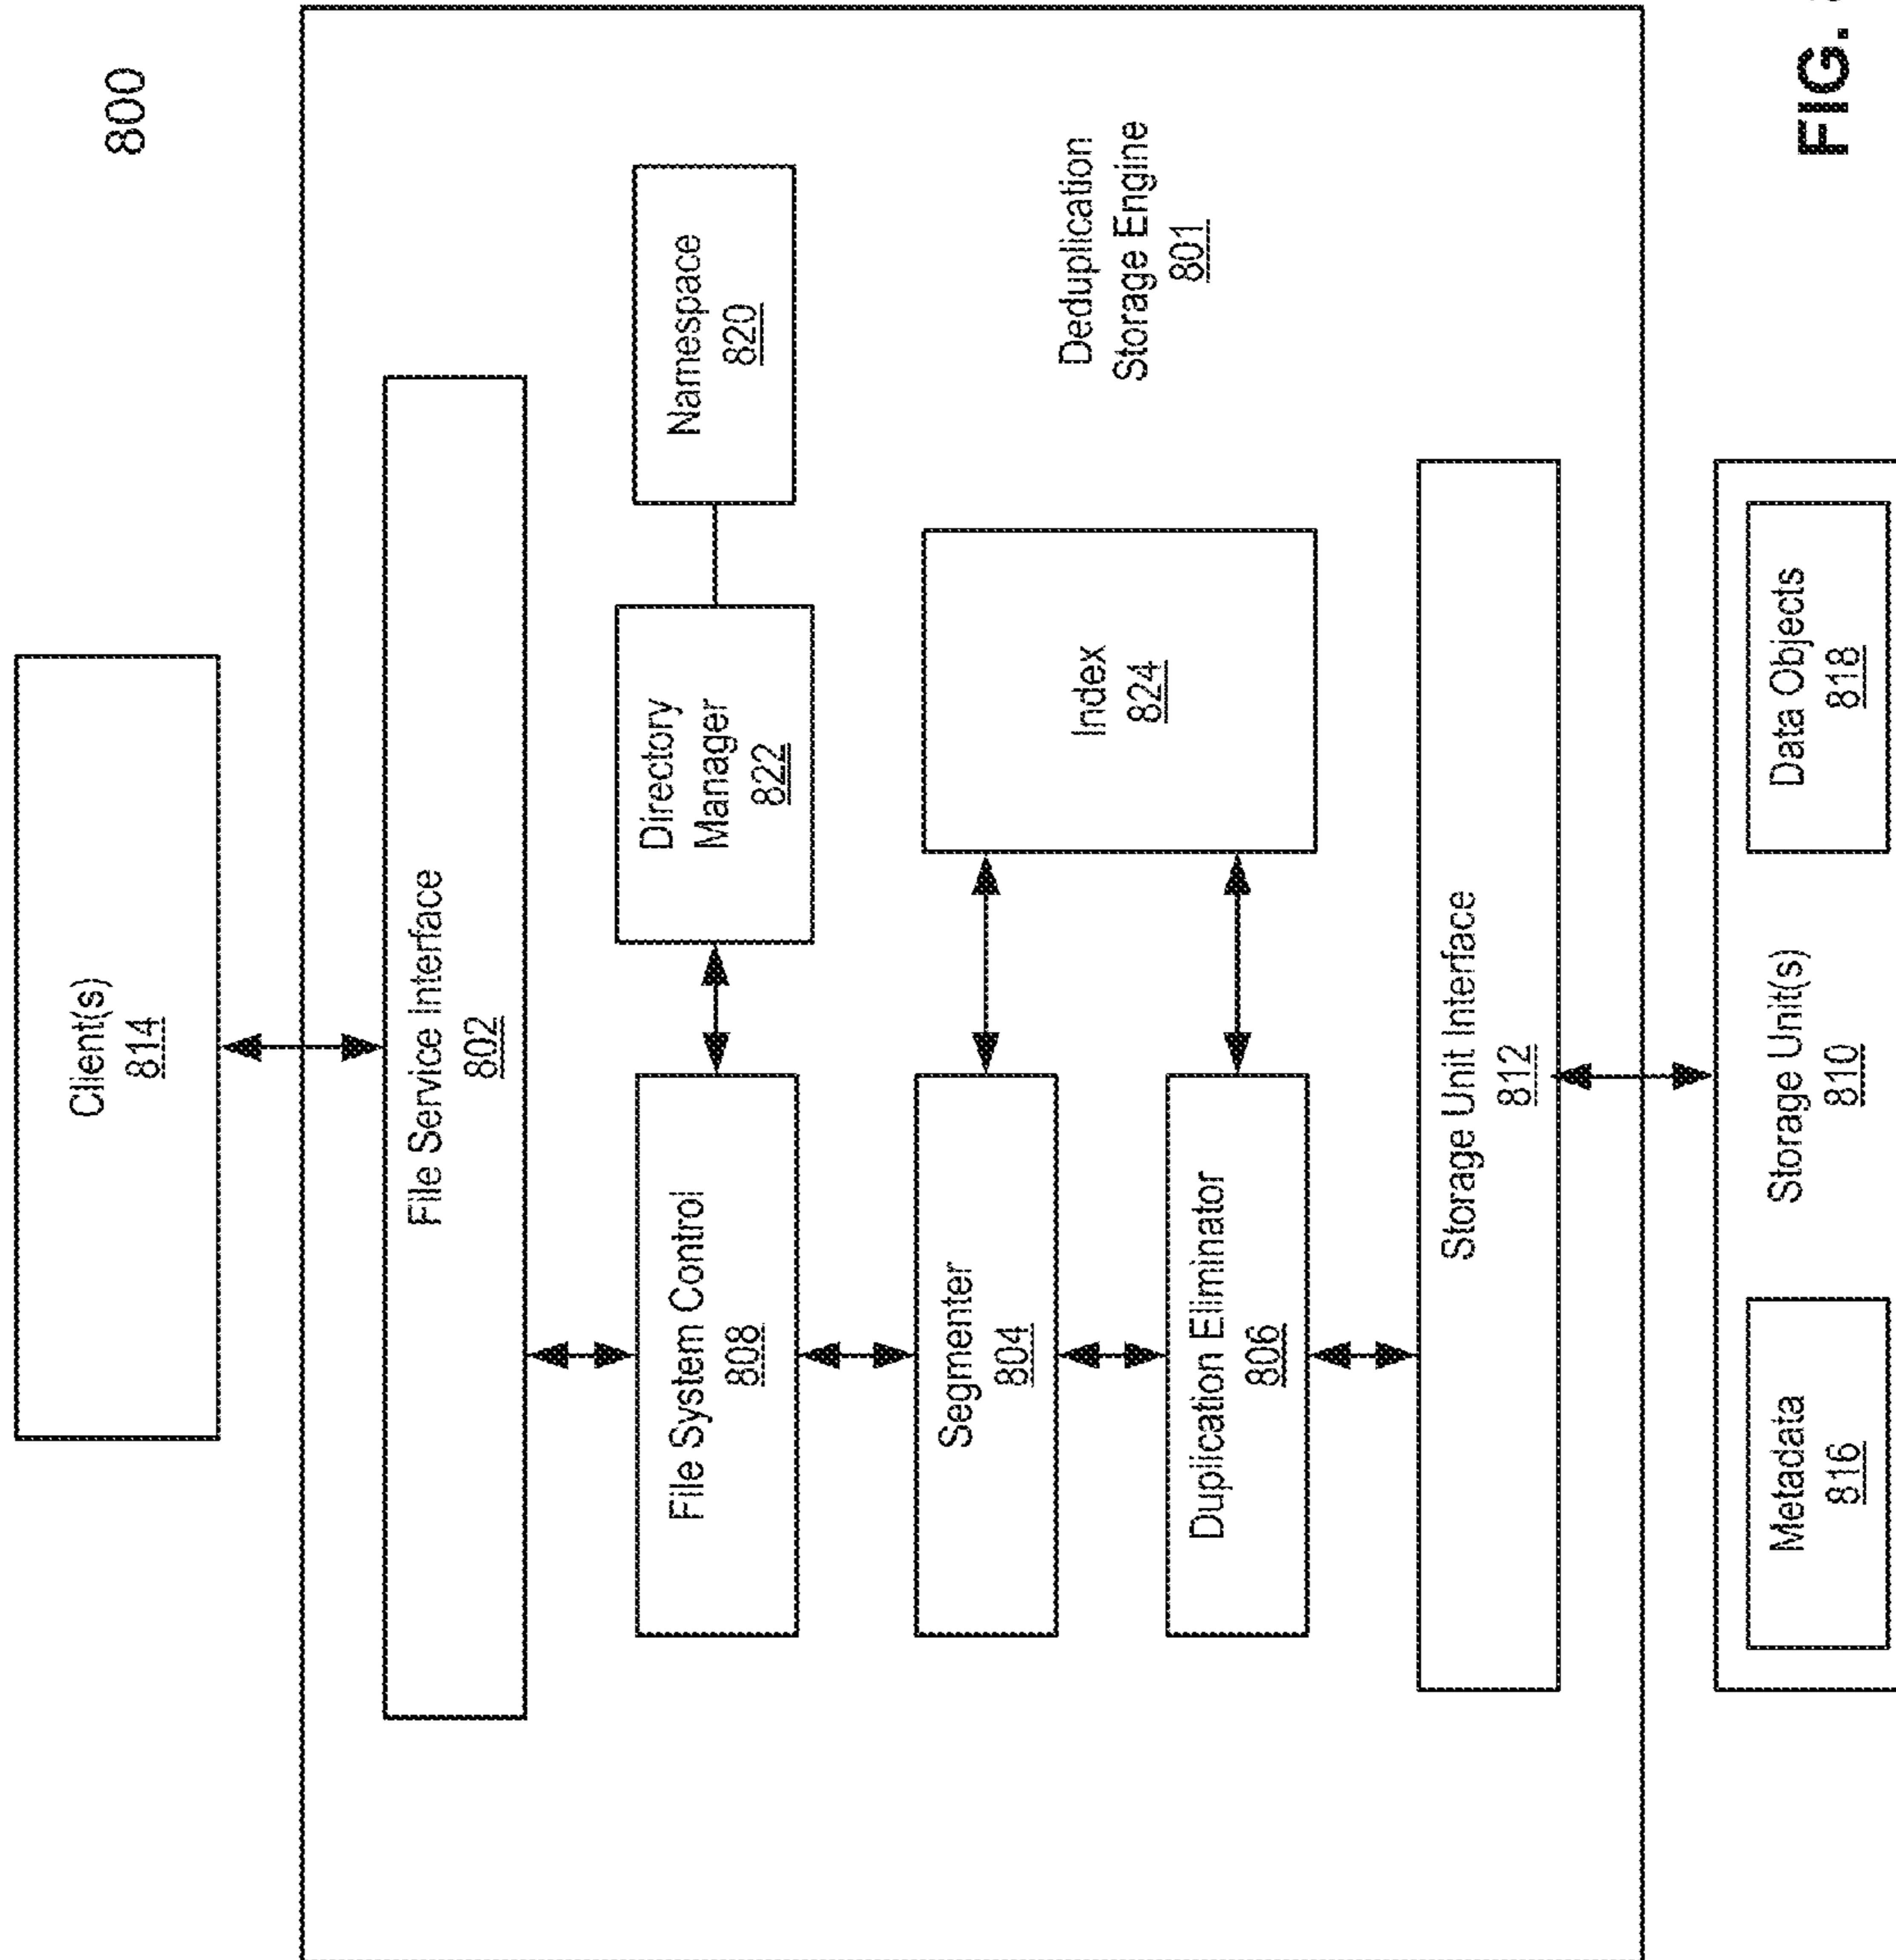 800
Client(s)
814
File Service Interface
802
File System Control
808
Directory
Manager
822
Namespace
820
Segmenter
804
Index
824
Duplication Eliminator
806
Deduplication
Storage Engine
801
Storage Unit Interface
812
Metadata
816
Storage Unit(s)
810
Data Objects
818
FIG.